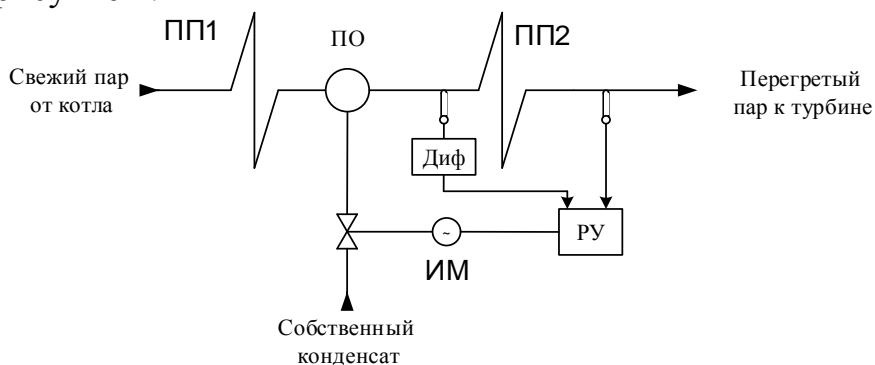 ПП1
ПО
ПП2
Свежий пар
от котла
Перегретый
пар к турбине
Диф
РУ
~
ИМ
Собственный
конденсат